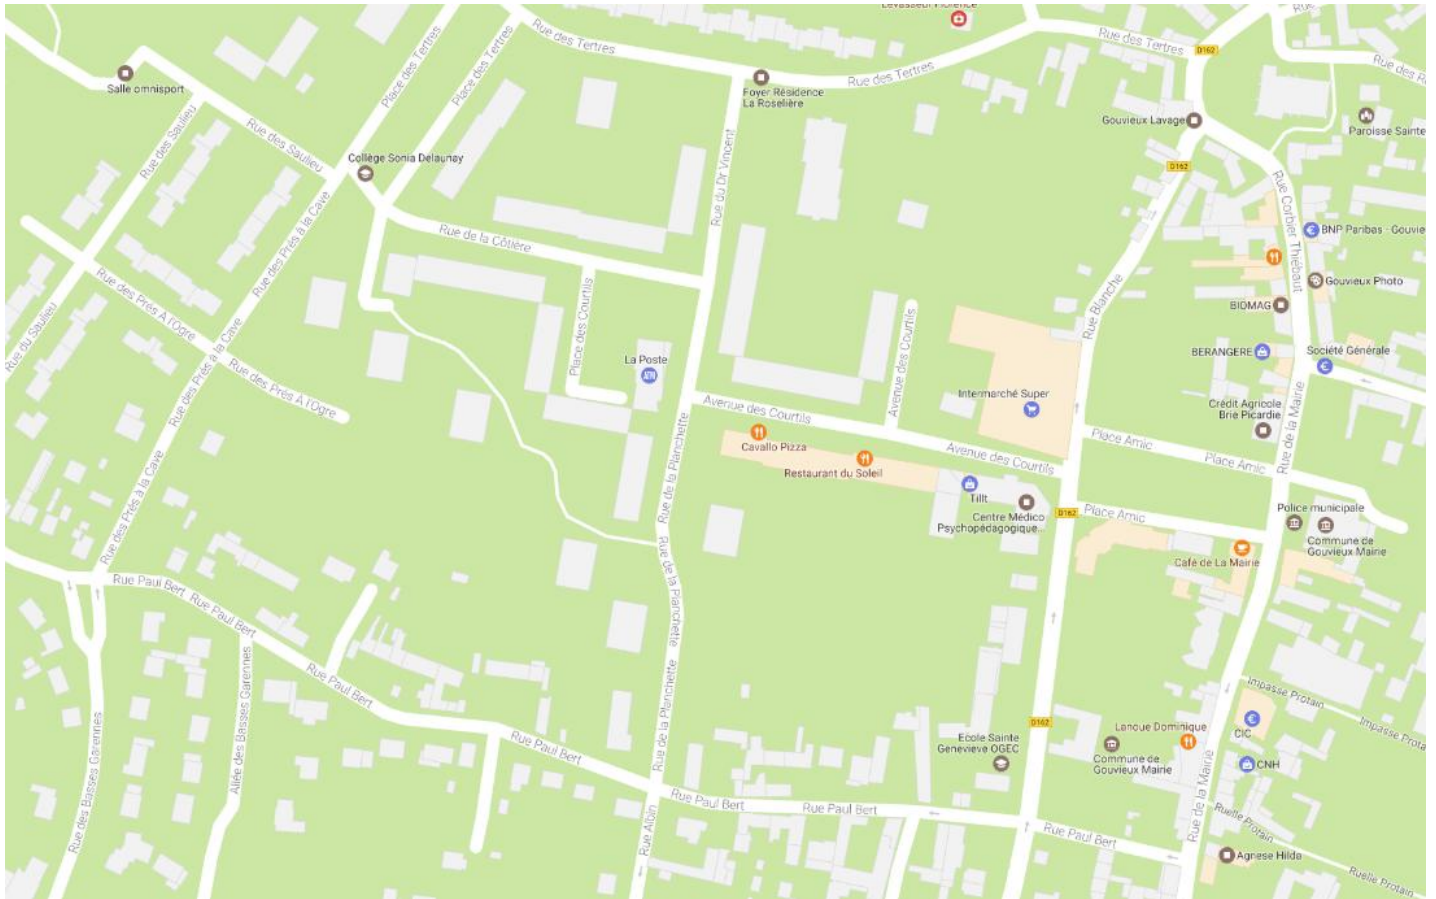 Levasseur Florence
Rue des Tertres
Rue des Tertres
D162
Place des Tertres
Place des Tertres
Salle omnisport
Foyer Résidence
La Roselière
Rue des Tertres
Gouvieux Lavage
Paroisse Sainte
Rue des Saulieu
Rue des Saulieu
Collège Sonia Delaunay
Rue du Dr Vincent
D162
Rue Corbier Thiébaut
BNP Paribas - Gouvie
Rue des Prés à la Cave
Rue de la Côtière
Gouvieux Photo
BIDMAG
Rue des Prés A l'Ogre
Rue du Saulieu
Place des Courtils
Avenue des Courtils
Rue Blanche
La Poste
ATM
BERANGERE
Société Générale
Rue des Prés à la Cave
Rue des Prés A l'Ogre
Intermarché Super
Crédit Agricole
Brie Picardie
Avenue des Courtils
Cavallo Pizza
Place Amic
Place Amic
Rue de la Mairie
Restaurant du Soleil
Avenue des Courtils
Rue de la Planchette
Rue des Prés à la Cave
Tillt
Centre Médico
Psychopédagogique...
D162
Place Amic
Police municipale
Commune de
Gouvieux Mairie
Café de La Mairie
Rue de la Planchette
Rue Paul Bert
Rue Paul Bert
Rue Paul Bert
Allée des Basses Garennes
Rue de la Planchette
Impasse Protain
Impasse Prota
Rue des Basses Garennes
Rue Paul Bert
D162
Ecole Sainte
Geneviève OGEC
Lanoue Dominique
Commune de
Gouvieux Mairie
CIC
CNH
Rue Paul Bert
Rue Paul Bert
Rue Paul Bert
Rue de la Mairie
Ruelle Protain
Rue Albin
Agnese Hilda
Ruelle Protain